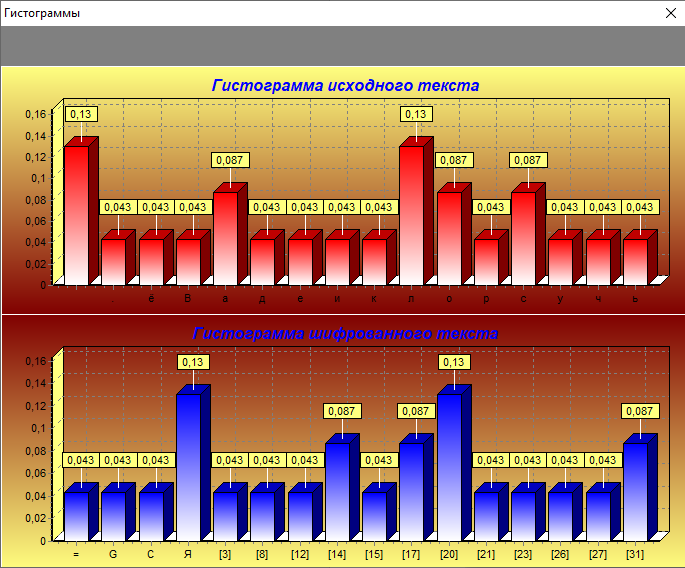 Гистограммы
Гистограмма исходного текста
0,16
0,14
0,12
0,1
0,08
0,06
0,04
0,02
0
0,13 0,043 0,043 0,043 0,087 0,043 0,043 0,043 0,043 0,13 0,087 0,043 0,087 0,043 0,043 0,043
. ё В а д е и к л о р с у ч ь
Гистограмма шифрованного текста
0,16
0,14
0,12
0,1
0,08
0,06
0,04
0,02
0
0,043 0,043 0,043 0,13 0,043 0,043 0,043 0,087 0,043 0,087 0,13 0,043 0,043 0,043 0,043 0,087
= G С Я [3] [8] [12] [14] [15] [17] [20] [21] [23] [26] [27] [31]